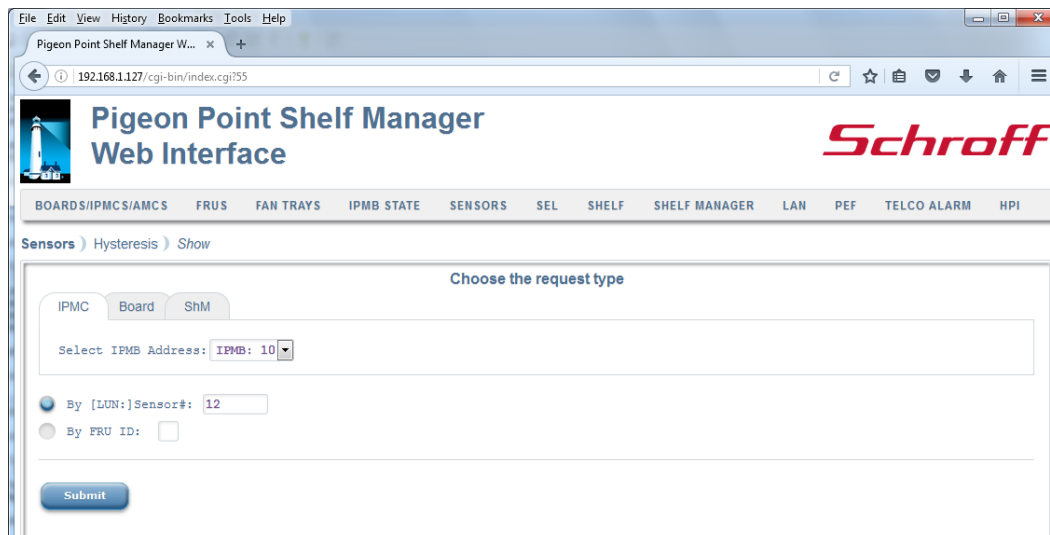 File Edit View History Bookmarks Tools Help
Pigeon Point Shelf Manager W... × +
192.168.1.127/cgi-bin/index.cgi?55
Pigeon Point Shelf Manager
Web Interface
Schroff
BOARDS/IPMCS/AMCS FRUS FAN TRAYS IPMB STATE SENSORS SEL SHELF SHELF MANAGER LAN PEF TELCO ALARM HPI
Sensors ) Hysteresis ) Show
Choose the request type
IPMC Board ShM
Select IPMB Address: IPMB: 10
By [LUN:]Sensor#: 12
By FRU ID:
Submit